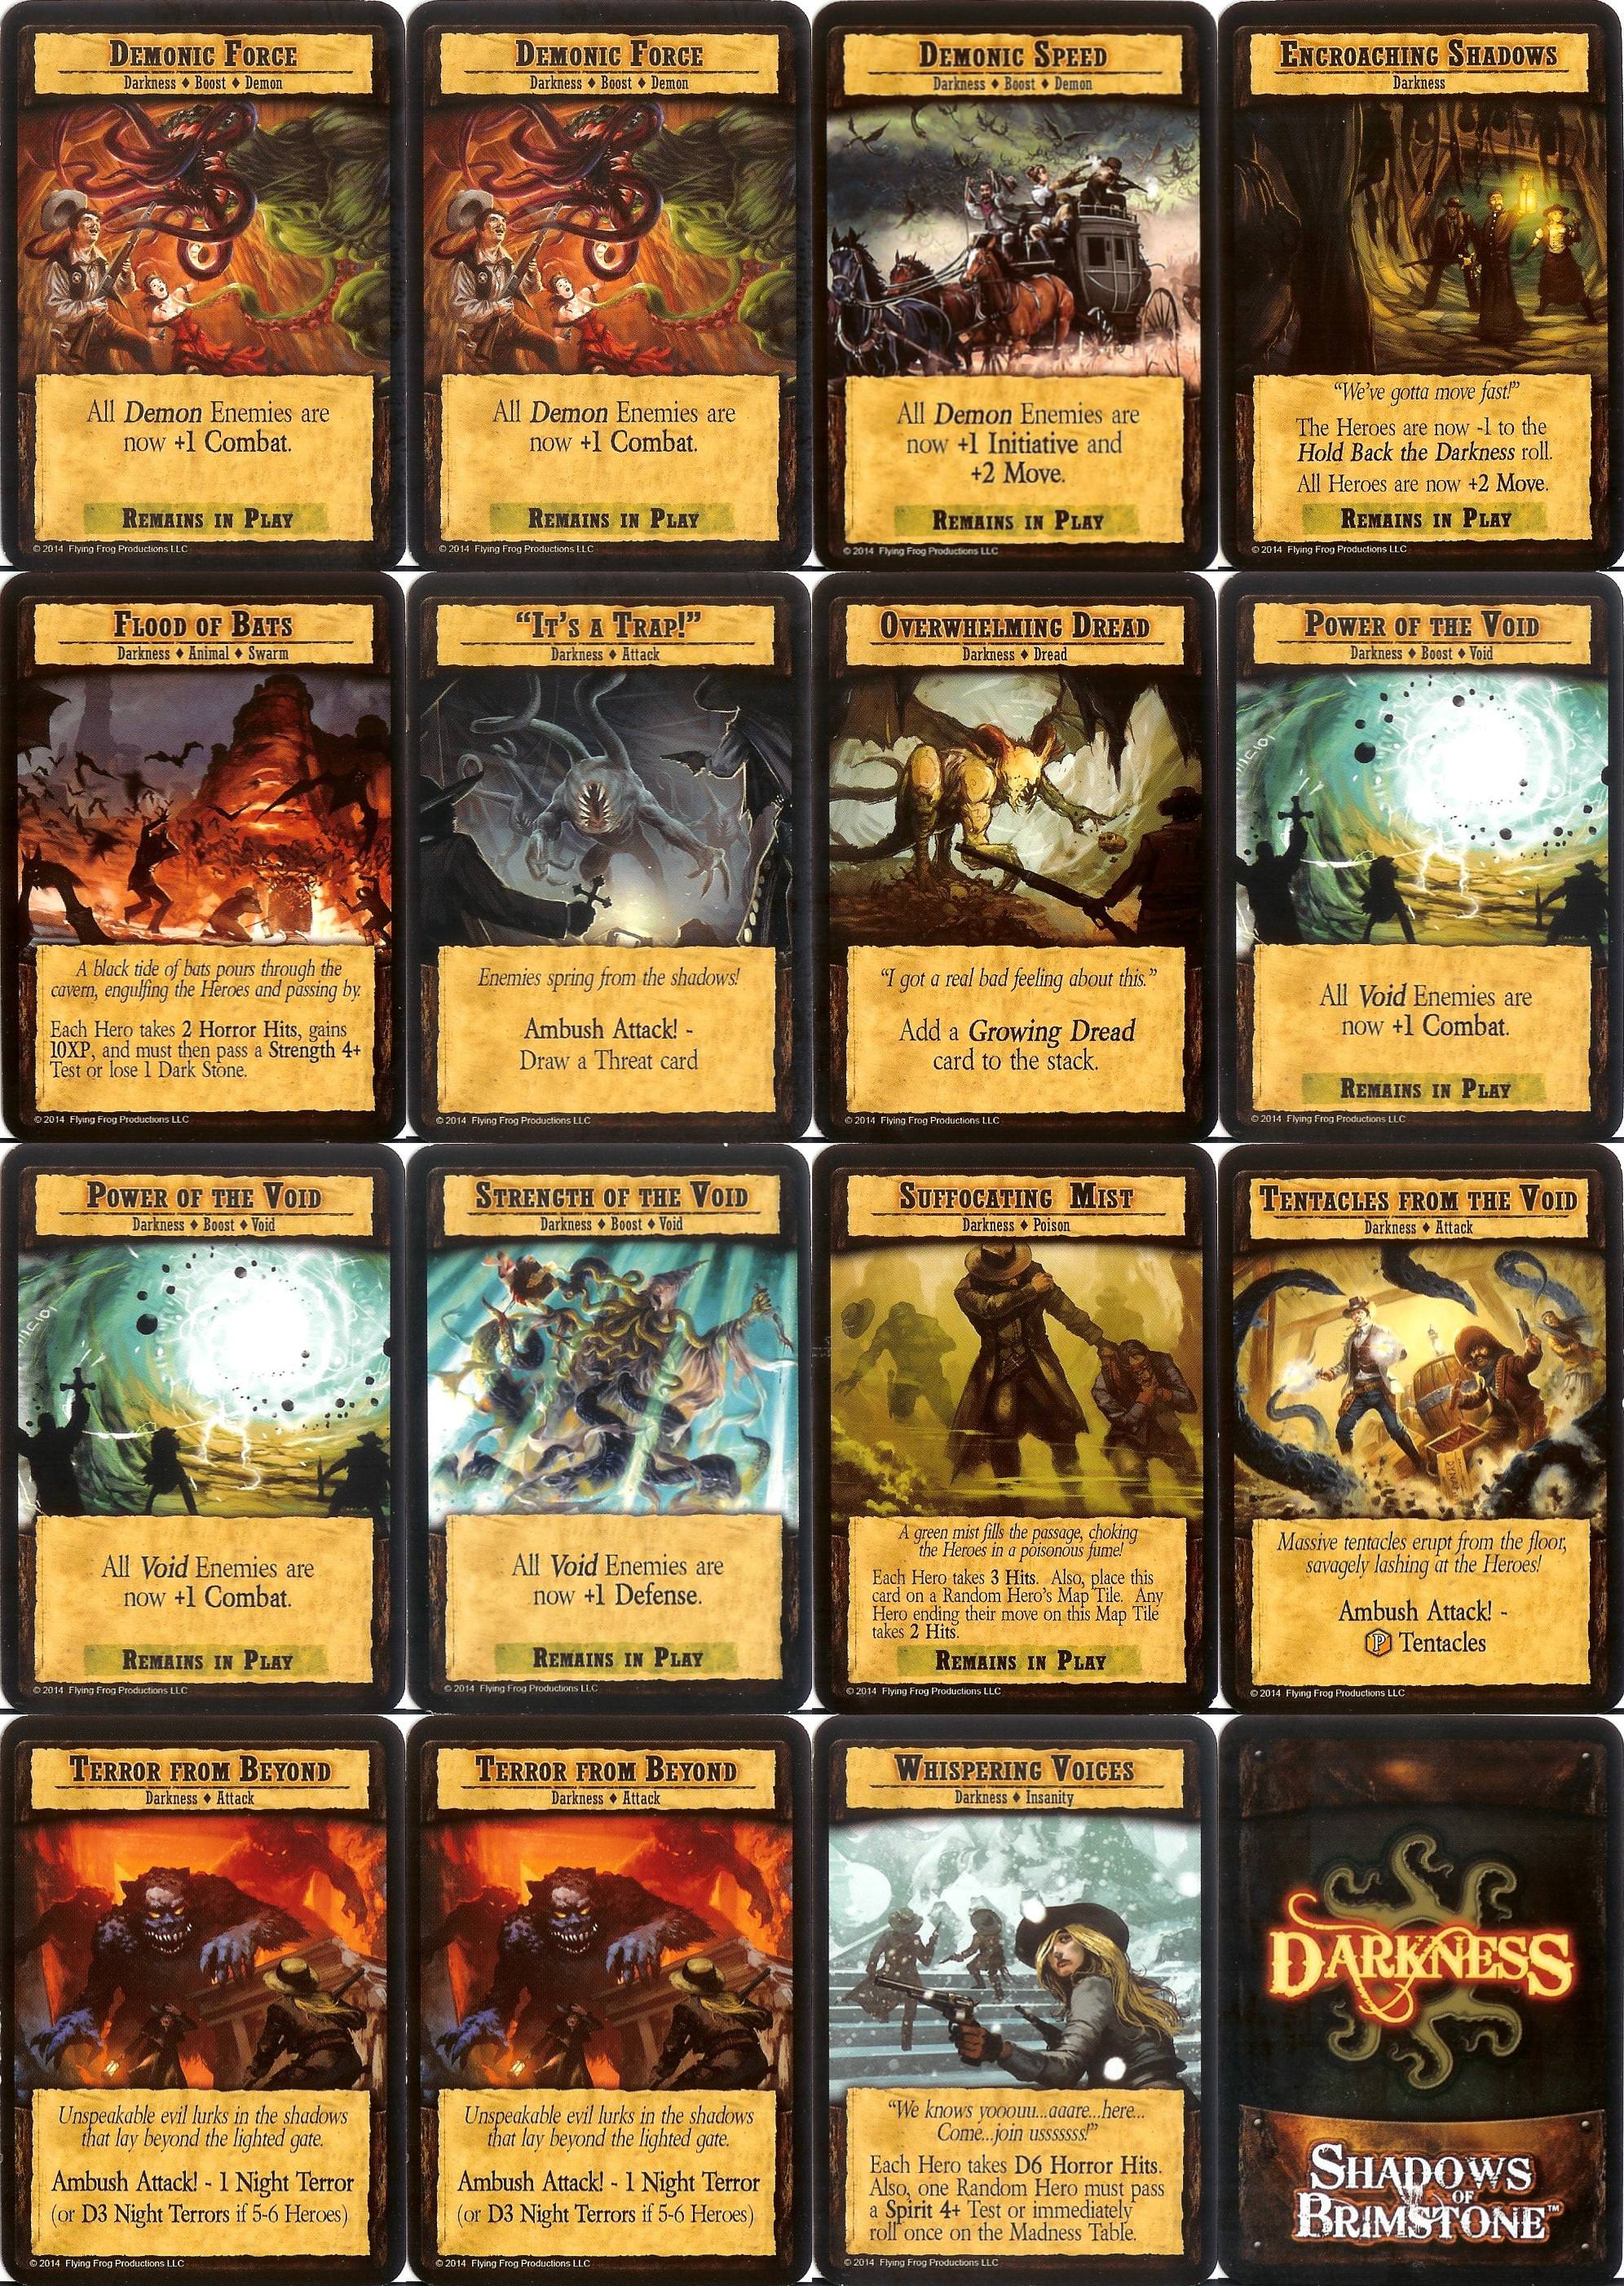 DEMONIC FORCE
Darkness ♦ Boost ♦ Demon
All Demon Enemies are
now +1 Combat.
REMAINS IN PLAY
© 2014 Flying Frog Productions LLC
DEMONIC FORCE
Darkness ♦ Boost ♦ Demon
All Demon Enemies are
now +1 Combat.
REMAINS IN PLAY
© 2014 Flying Frog Productions LLC
DEMONIC SPEED
Darkness ♦ Boost ♦ Demon
All Demon Enemies are
now +1 Initiative and
+2 Move.
REMAINS IN PLAY
© 2014 Flying Frog Productions LLC
ENCROACHING SHADOWS
Darkness
“We’ve gotta move fast!”
The Heroes are now -1 to the
Hold Back the Darkness roll.
All Heroes are now +2 Move.
REMAINS IN PLAY
© 2014 Flying Frog Productions LLC
FLOOD OF BATS
Darkness ♦ Animal ♦ Swarm
A black tide of bats pours through the
cavern, engulfing the Heroes and passing by.
Each Hero takes 2 Horror Hits, gains
10XP, and must then pass a Strength 4+
Test or lose 1 Dark Stone.
© 2014 Flying Frog Productions LLC
“IT’S A TRAP!”
Darkness ♦ Attack
Enemies spring from the shadows!
Ambush Attack! -
Draw a Threat card
© 2014 Flying Frog Productions LLC
OVERWHELMING DREAD
Darkness ♦ Dread
“I got a real bad feeling about this.”
Add a Growing Dread
card to the stack.
© 2014 Flying Frog Productions LLC
POWER OF THE VOID
Darkness ♦ Boost ♦ Void
All Void Enemies are
now +1 Combat.
REMAINS IN PLAY
© 2014 Flying Frog Productions LLC
POWER OF THE VOID
Darkness ♦ Boost ♦ Void
All Void Enemies are
now +1 Combat.
REMAINS IN PLAY
© 2014 Flying Frog Productions LLC
STRENGTH OF THE VOID
Darkness ♦ Boost ♦ Void
All Void Enemies are
now +1 Defense.
REMAINS IN PLAY
© 2014 Flying Frog Productions LLC
SUFFOCATING MIST
Darkness ♦ Poison
A green mist fills the passage, choking
the Heroes in a poisonous fume!
Each Hero takes 3 Hits. Also, place this
card on a Random Hero’s Map Tile. Any
Hero ending their move on this Map Tile
takes 2 Hits.
REMAINS IN PLAY
© 2014 Flying Frog Productions LLC
TENTACLES FROM THE VOID
Darkness ♦ Attack
Massive tentacles erupt from the floor,
savagely lashing at the Heroes!
Ambush Attack! -
P Tentacles
© 2014 Flying Frog Productions LLC
TERROR FROM BEYOND
Darkness ♦ Attack
Unspeakable evil lurks in the shadows
that lay beyond the lighted gate.
Ambush Attack! - 1 Night Terror
(or D3 Night Terrors if 5-6 Heroes)
© 2014 Flying Frog Productions LLC
TERROR FROM BEYOND
Darkness ♦ Attack
Unspeakable evil lurks in the shadows
that lay beyond the lighted gate.
Ambush Attack! - 1 Night Terror
(or D3 Night Terrors if 5-6 Heroes)
© 2014 Flying Frog Productions LLC
WHISPERING VOICES
Darkness ♦ Insanity
“We knows yooouu...aaare...here...
Come...join usssssss!”
Each Hero takes D6 Horror Hits.
Also, one Random Hero must pass
a Spirit 4+ Test or immediately
roll once on the Madness Table.
© 2014 Flying Frog Productions LLC
DARKNESS
SHADOWS
OF
BRIMSTONE™